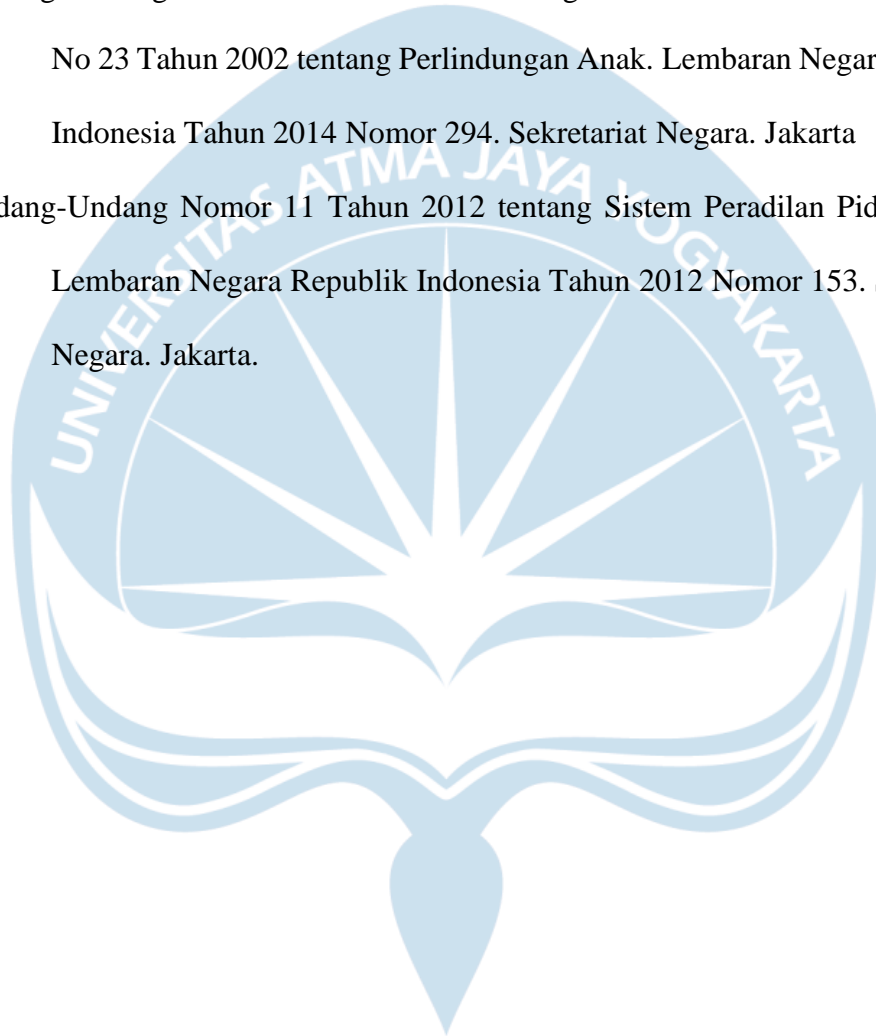 No 23 Tahun 2002 tentang Perlindungan Anak. Lembaran Negar
Indonesia Tahun 2014 Nomor 294. Sekretariat Negara. Jakarta
dang-Undang Nomor 11 Tahun 2012 tentang Sistem Peradilan Pid
Lembaran Negara Republik Indonesia Tahun 2012 Nomor 153.
Negara. Jakarta.
UNIVERSITAS ATMA JAYA YOGYAKARTA